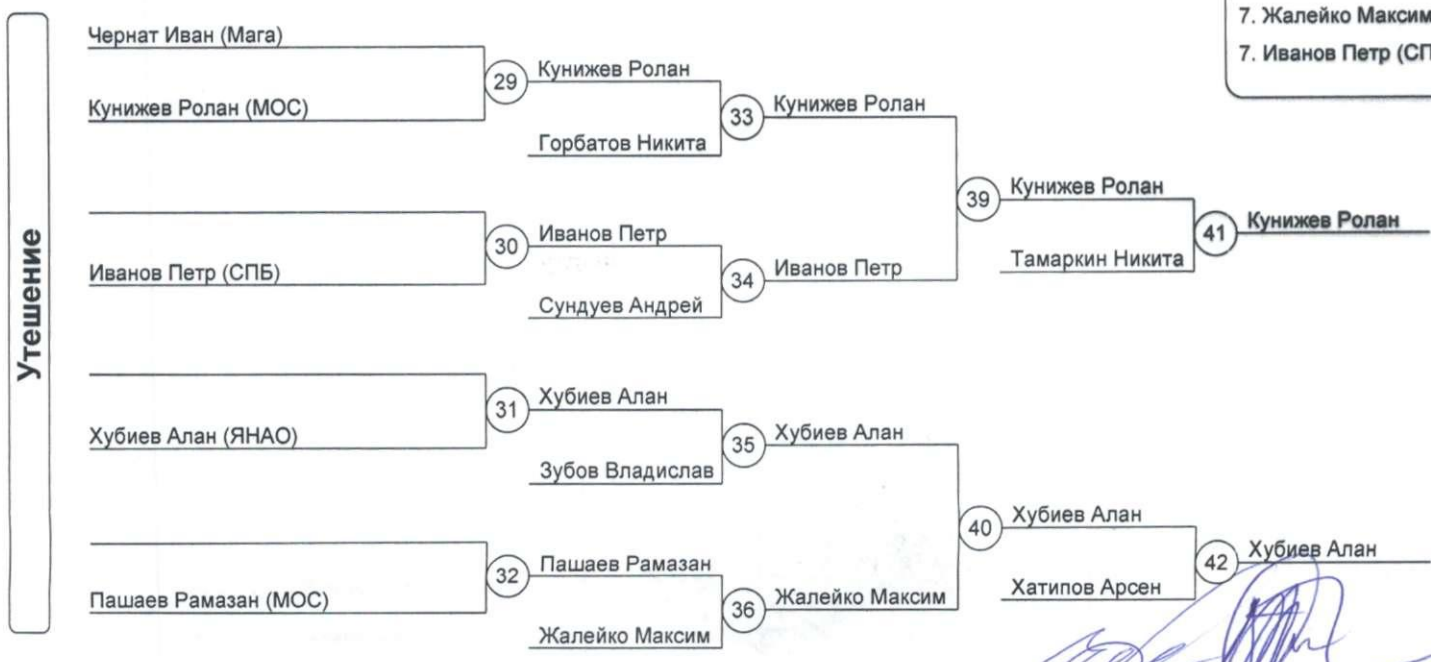 7. Жалейко Максим
7. Иванов Петр (СП
Утешение
Чернат Иван (Мага)
Кунижев Ролан (МОС)
29
Кунижев Ролан
Горбатов Никита
33
Кунижев Ролан
Иванов Петр (СПБ)
30
Иванов Петр
Сундуев Андрей
34
Иванов Петр
39
Кунижев Ролан
Тамаркин Никита
41
Кунижев Ролан
Хубиев Алан (ЯНАО)
31
Хубиев Алан
Зубов Владислав
35
Хубиев Алан
Пашаев Рамазан (МОС)
32
Пашаев Рамазан
Жалейко Максим
36
Жалейко Максим
40
Хубиев Алан
Хатипов Арсен
42
Хубиев Алан